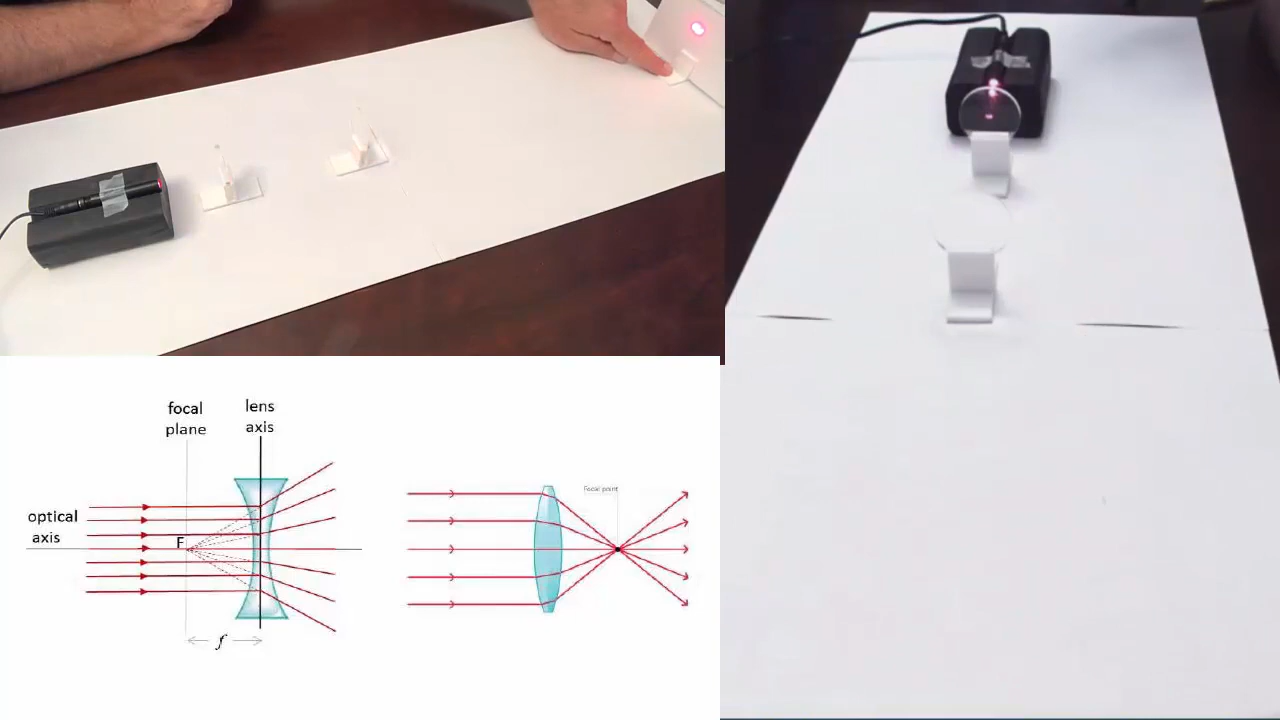 focal
plane
lens
axis
optical
axis
F
f
Focal point